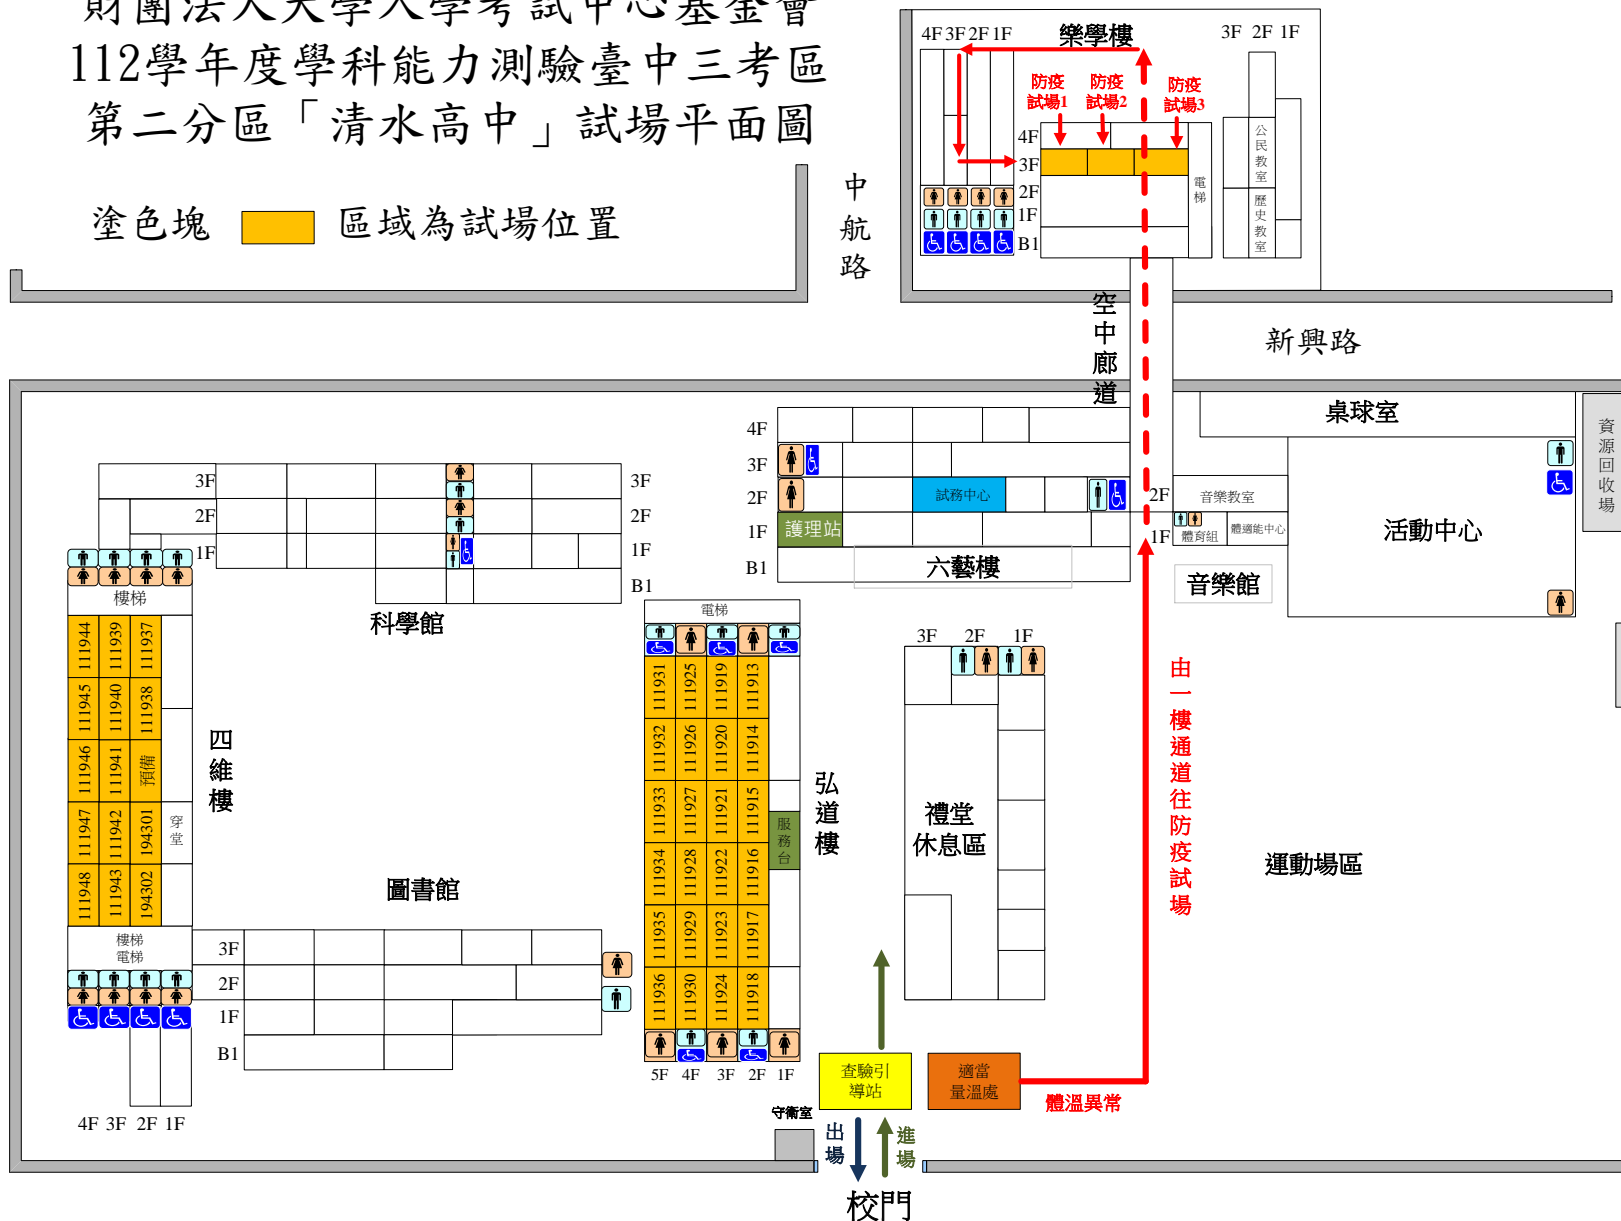 財團法人大學入學考試中心基金會
112學年度學科能力測驗臺中三考區
第二分區「清水高中」試場平面圖
塗色塊
區域為試場位置
中航路
樂學樓
4F 3F 2F 1F
3F 2F 1F
防疫試場1
防疫試場2
防疫試場3
4F
3F
2F
1F
B1
電梯
公民教室
歷史教室
空中廊道
新興路
桌球室
資源回收場
活動中心
4F
3F
2F
1F
B1
試務中心
護理站
六藝樓
2F
1F
音樂教室
體育組
體適能中心
音樂館
3F
2F
1F
3F
2F
1F
B1
科學館
樓梯
111944
111939
111937
111945
111940
111938
111946
111941
預備
111947
111942
194301
111948
111943
194302
穿堂
樓梯
電梯
四維樓
4F 3F 2F 1F
圖書館
3F
2F
1F
B1
電梯
111931
111925
111919
111913
111932
111926
111920
111914
111933
111927
111921
111915
111934
111928
111922
111916
111935
111929
111923
111917
111936
111930
111924
111918
服務台
弘道樓
5F 4F 3F 2F 1F
3F 2F 1F
禮堂
休息區
由一樓通道往防疫試場
運動場區
查驗引導站
適當量溫處
體溫異常
守衛室
出場
進場
校門